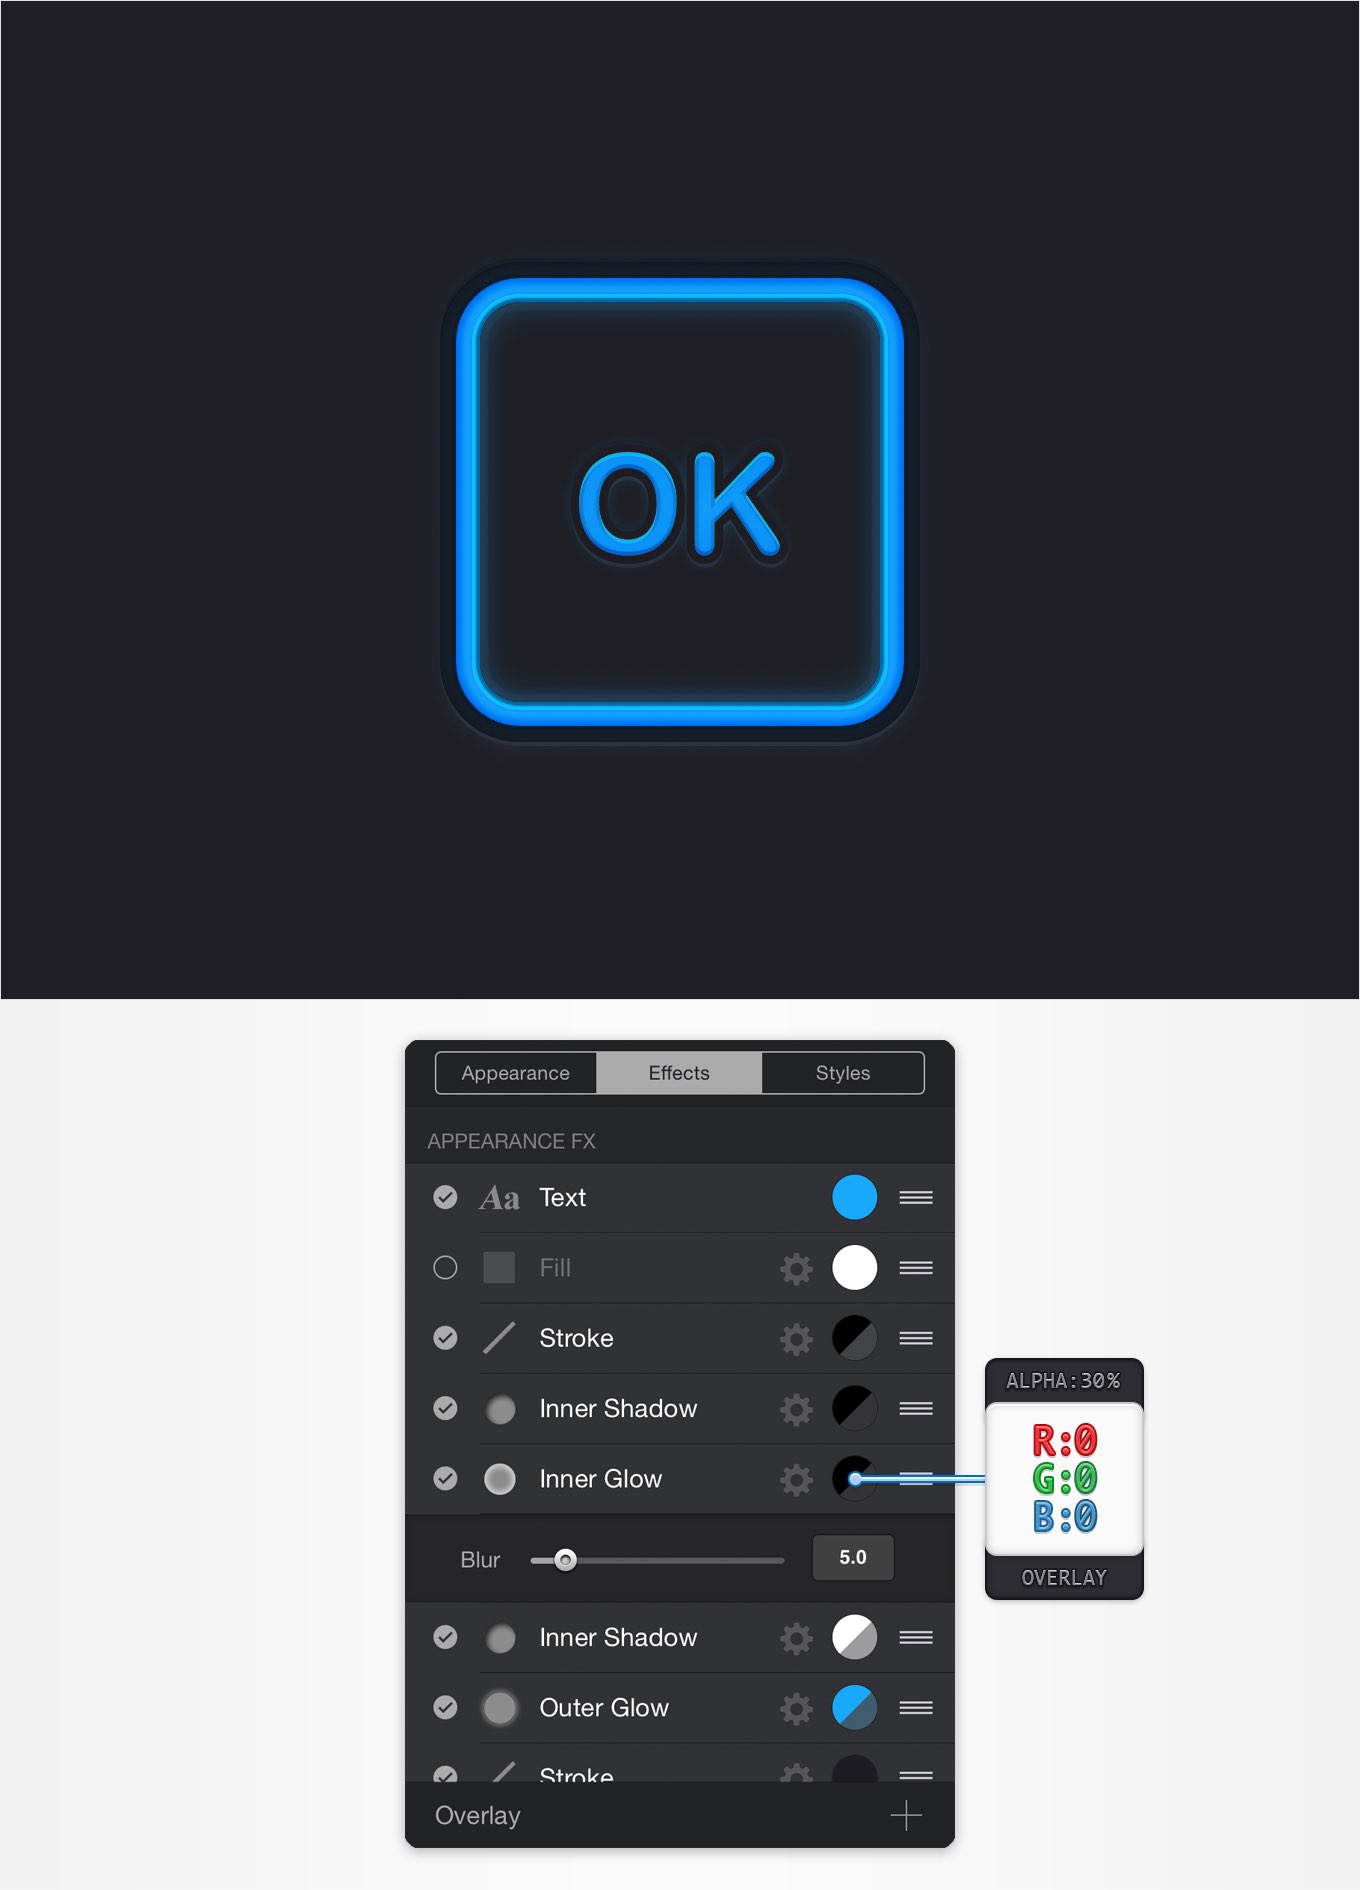 OK
Appearance Effects Styles
APPEARANCE FX
Aa Text
Fill
Stroke
Inner Shadow
Inner Glow
Blur 5.0
Inner Shadow
Outer Glow
Stroke
Overlay
ALPHA:30%
R:0
G:0
B:0
OVERLAY